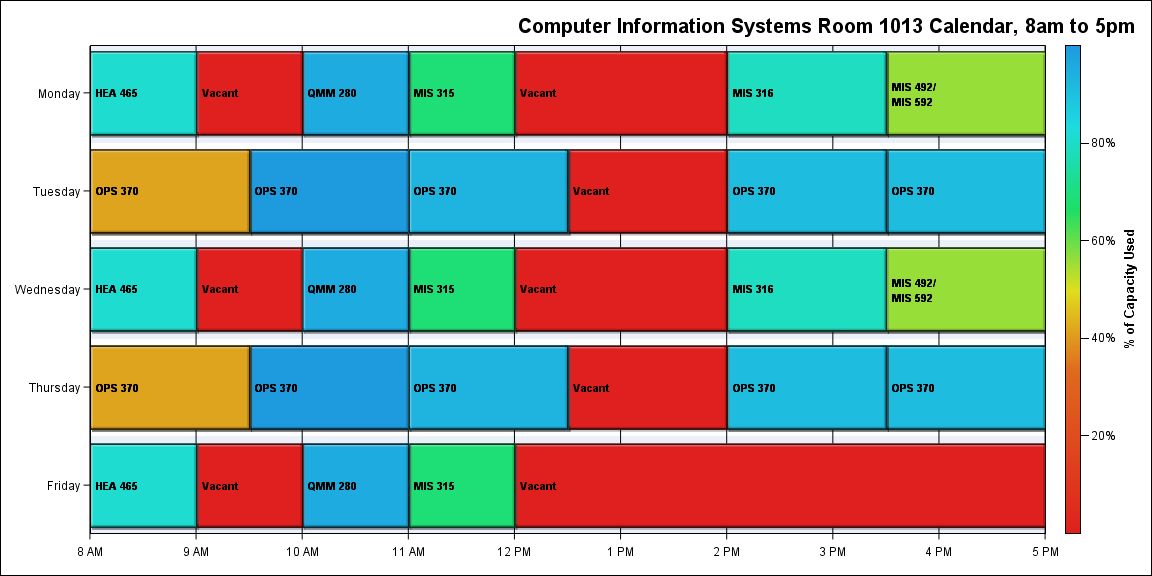 Computer Information Systems Room 1013 Calendar, 8am to 5pm
Monday
HEA 465
Vacant
QMM 280
MIS 315
Vacant
MIS 316
MIS 492/
MIS 592
Tuesday
OPS 370
OPS 370
OPS 370
Vacant
OPS 370
OPS 370
Wednesday
HEA 465
Vacant
QMM 280
MIS 315
Vacant
MIS 316
MIS 492/
MIS 592
Thursday
OPS 370
OPS 370
OPS 370
Vacant
OPS 370
OPS 370
Friday
HEA 465
Vacant
QMM 280
MIS 315
Vacant
8 AM
9 AM
10 AM
11 AM
12 PM
1 PM
2 PM
3 PM
4 PM
5 PM
80%
60%
40%
20%
% of Capacity Used